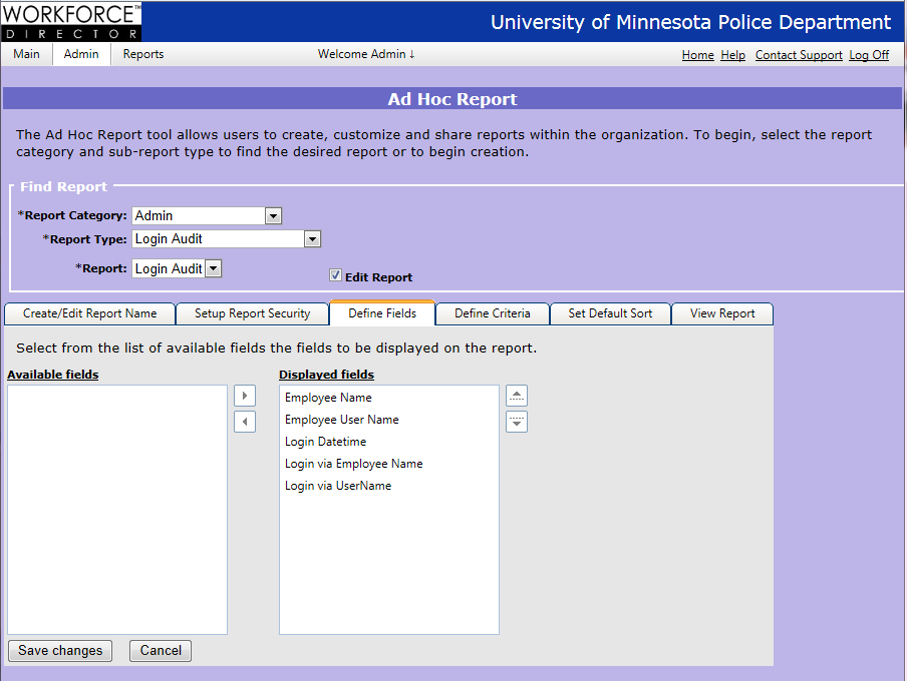 WORKFORCE™
DIRECTOR
University of Minnesota Police Department
Main Admin Reports Welcome Admin ↓ Home Help Contact Support Log Off
Ad Hoc Report
The Ad Hoc Report tool allows users to create, customize and share reports within the organization. To begin, select the report
category and sub-report type to find the desired report or to begin creation.
Find Report
*Report Category: Admin
*Report Type: Login Audit
*Report: Login Audit Edit Report
Create/Edit Report Name Setup Report Security Define Fields Define Criteria Set Default Sort View Report
Select from the list of available fields the fields to be displayed on the report.
Available fields Displayed fields
Employee Name
Employee User Name
Login Datetime
Login via Employee Name
Login via UserName
Save changes Cancel